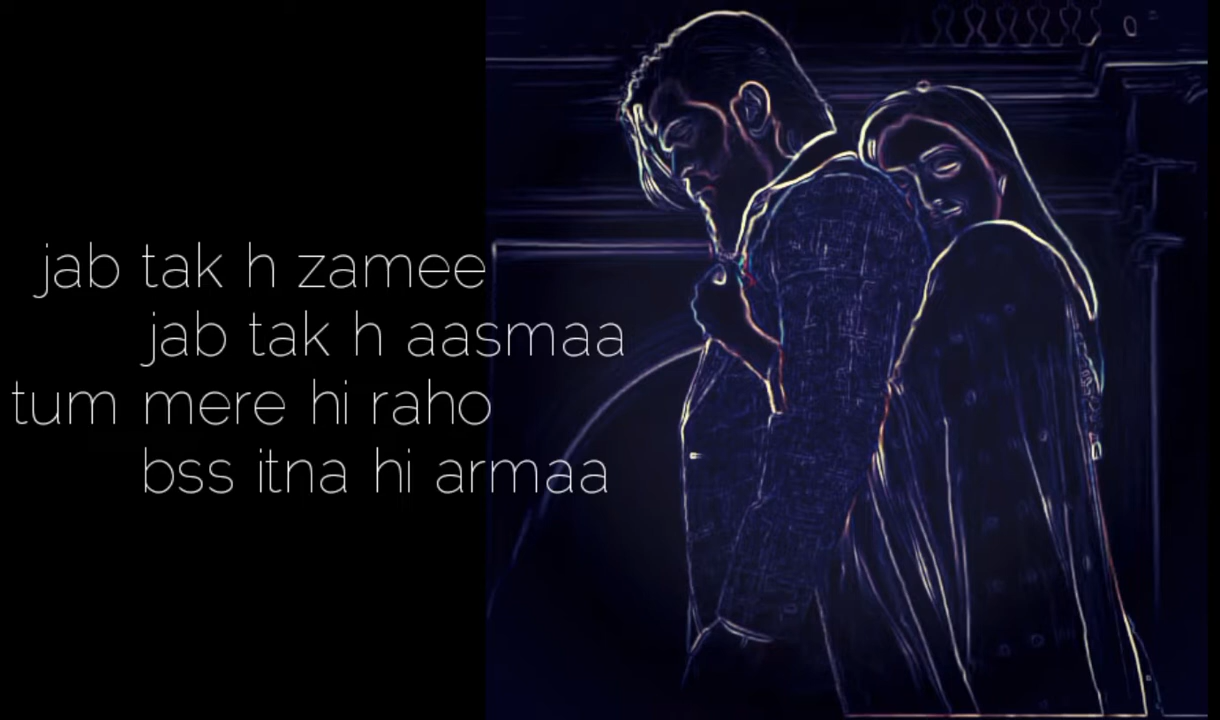 jab tak h zamee
jab tak h aasmaa
tum mere hi raho
bss itna hi armaa